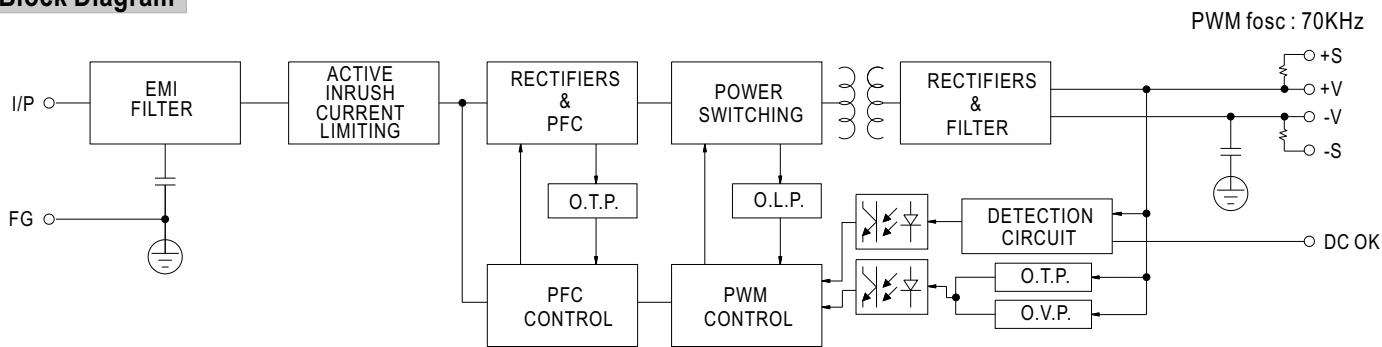 Block Diagram
PWM fosc : 70KHz
I/P
EMI
FILTER
ACTIVE
INRUSH
CURRENT
LIMITING
RECTIFIERS
&
PFC
POWER
SWITCHING
RECTIFIERS
&
FILTER
+S
+V
-V
-S
FG
O.T.P.
O.L.P.
DETECTION
CIRCUIT
DC OK
PFC
CONTROL
PWM
CONTROL
O.T.P.
O.V.P.